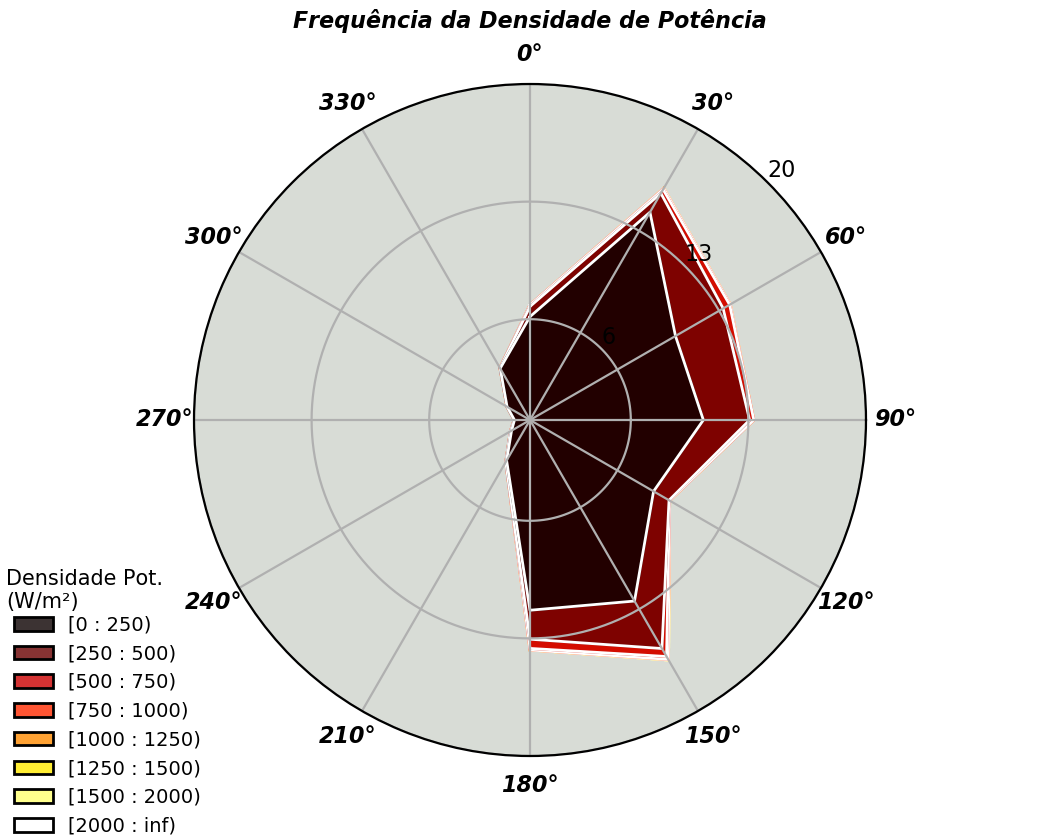 Frequência da Densidade de Potência
0°
330°
30°
20
300°
60°
13
6
270°
90°
240°
120°
210°
150°
180°
Densidade Pot.
(W/m²)
[0 : 250)
[250 : 500)
[500 : 750)
[750 : 1000)
[1000 : 1250)
[1250 : 1500)
[1500 : 2000)
[2000 : inf)